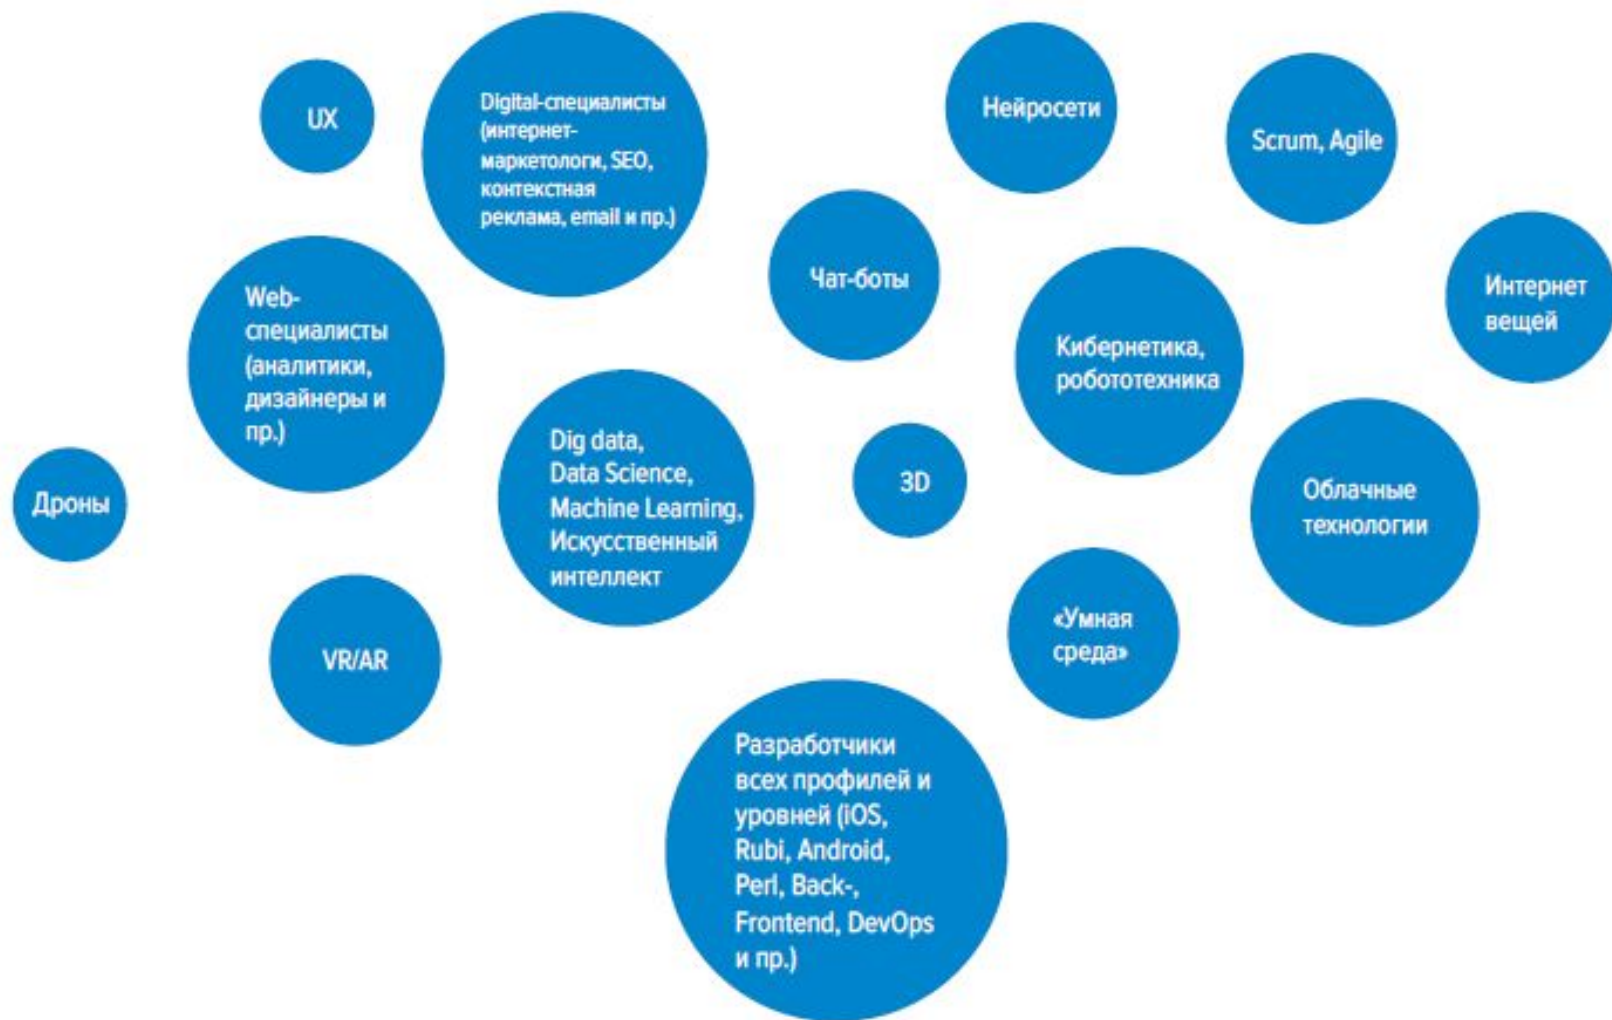 UX
Digital-специалисты
(интернет-
маркетологи, SEO,
контекстная
реклама, email и пр.)
Нейросети
Scrum, Agile
Чат-боты
Интернет
вещей
Web-
специалисты
(аналитики,
дизайнеры и
пр.)
Кибернетика,
робототехника
Dig data,
Data Science,
Machine Learning,
Искусственный
интеллект
3D
Облачные
технологии
Дроны
VR/AR
«Умная
среда»
Разработчики
всех профилей и
уровней (iOS,
Rubi, Android,
Perl, Back-,
Frontend, DevOps
и пр.)